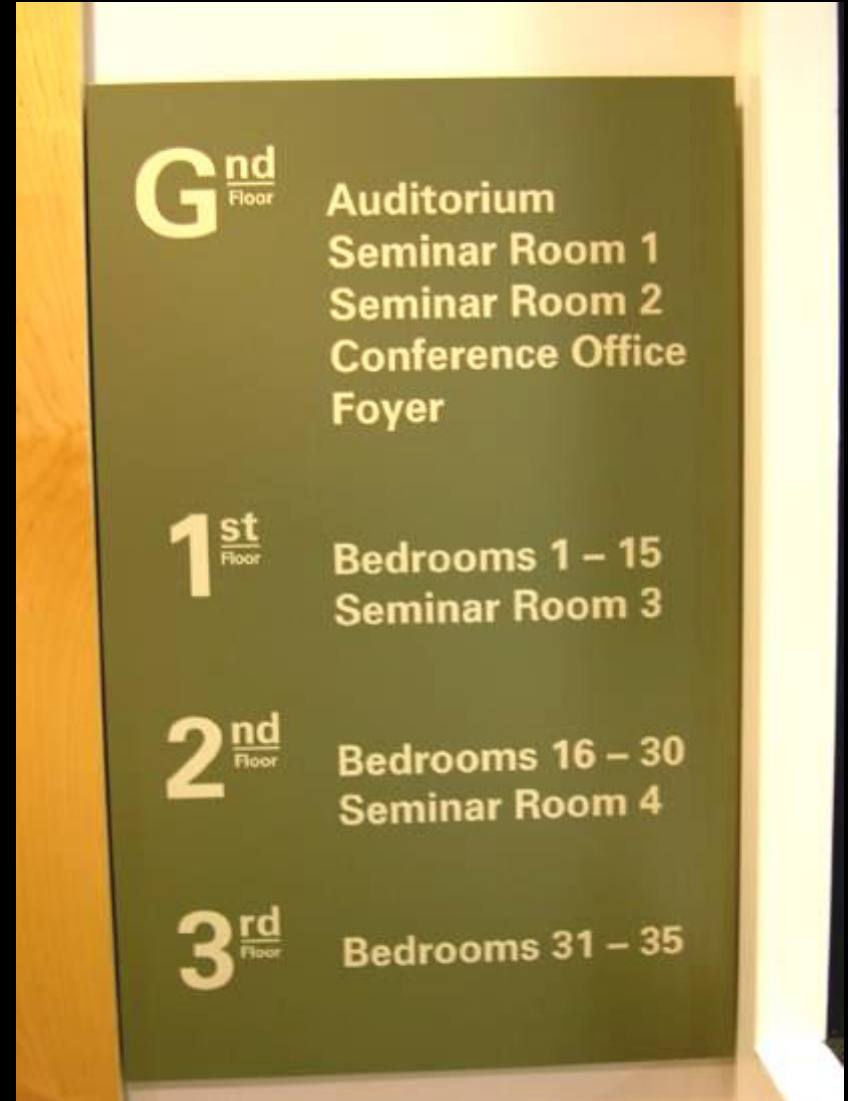 Gnd
Floor
Auditorium
Seminar Room 1
Seminar Room 2
Conference Office
Foyer
1st
Floor
Bedrooms 1 – 15
Seminar Room 3
2nd
Floor
Bedrooms 16 – 30
Seminar Room 4
3rd
Floor
Bedrooms 31 – 35